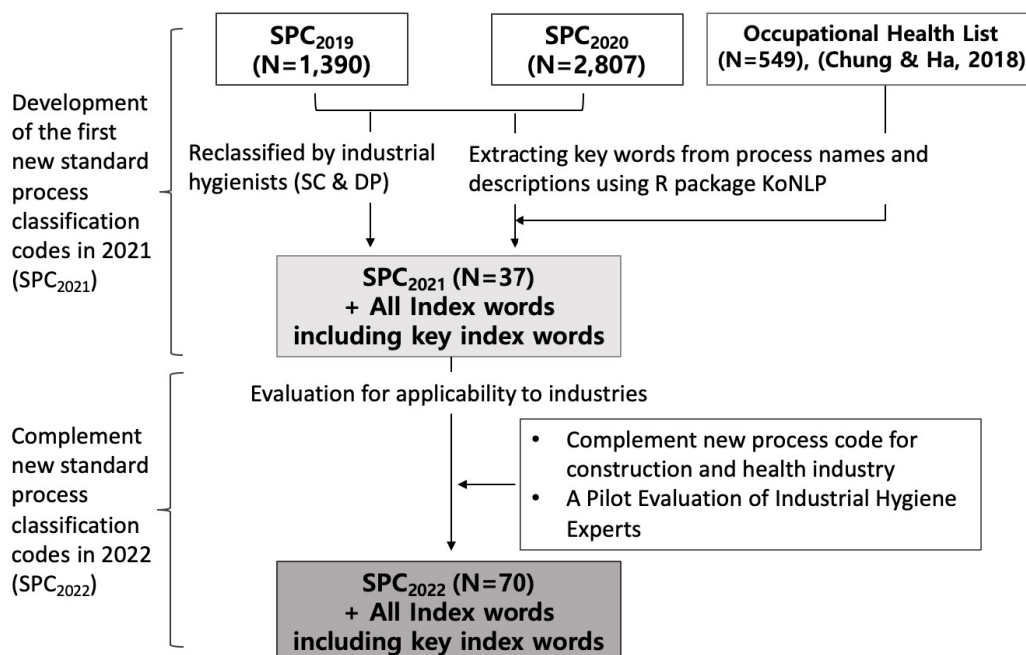 SPC2019
(N=1,390)
SPC2020
(N=2,807)
Occupational Health List
(N=549), (Chung & Ha, 2018)
Development
of the first
new standard
process
classification
codes in 2021
(SPC2021)
Reclassified by industrial
hygienists (SC & DP)
Extracting key words from process names and
descriptions using R package KoNLP
SPC2021 (N=37)
+ All Index words
including key index words
Evaluation for applicability to industries
Complement
new standard
process
classification
codes in 2022
(SPC2022)
• Complement new process code for
construction and health industry
• A Pilot Evaluation of Industrial Hygiene
Experts
SPC2022 (N=70)
+ All Index words
including key index words